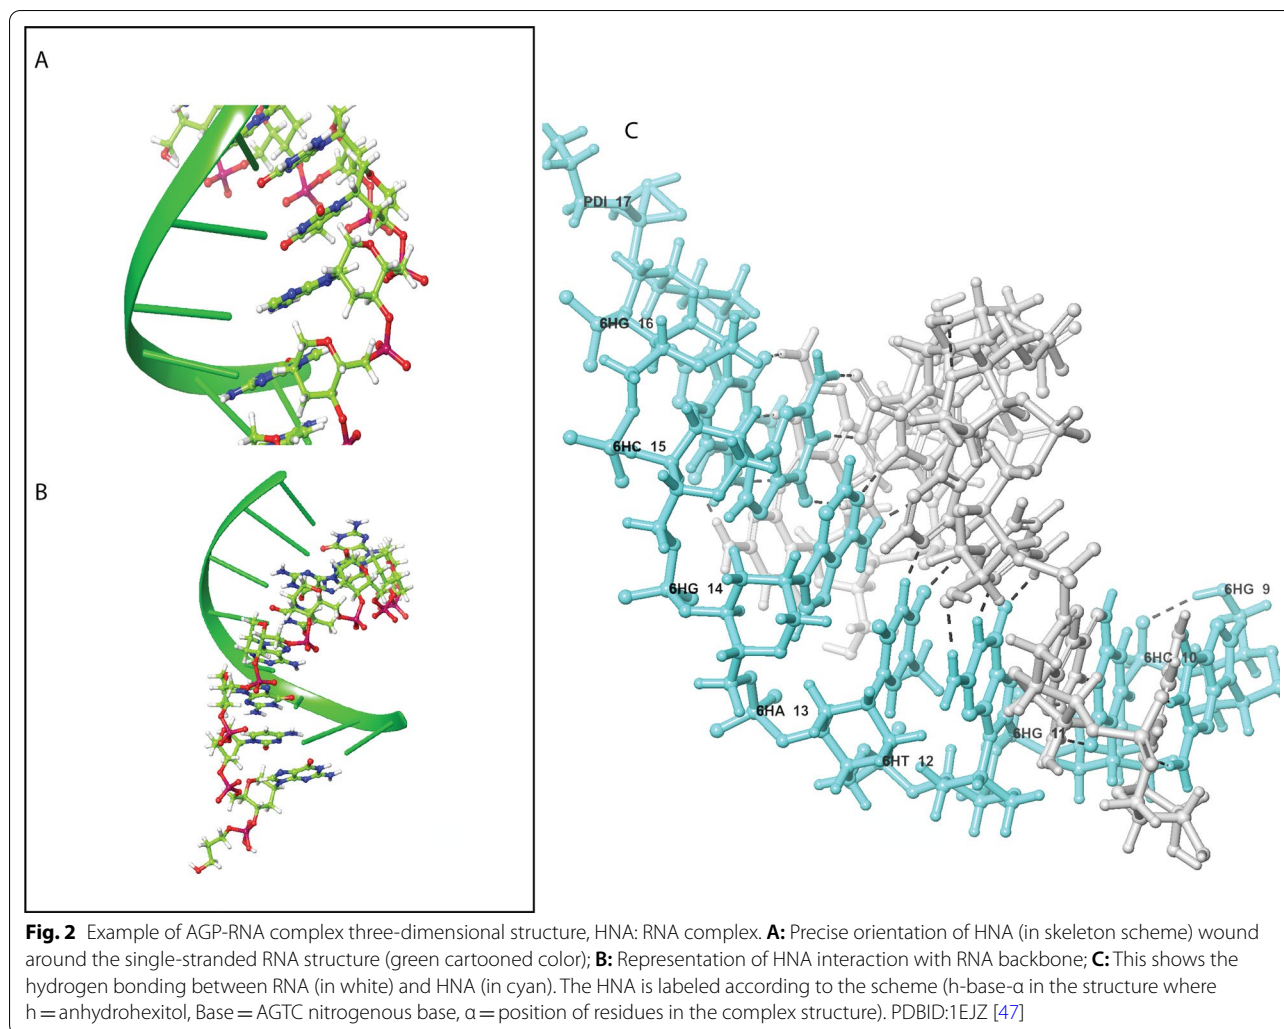 A
B
C
PDI 17
6HG 16
6HC 15
6HG 14
6HA 13
6HT 12
6HG 11
6HC 10
6HG 9
Fig. 2 Example of AGP-RNA complex three-dimensional structure, HNA: RNA complex. A: Precise orientation of HNA (in skeleton scheme) wound
around the single-stranded RNA structure (green cartooned color); B: Representation of HNA interaction with RNA backbone; C: This shows the
hydrogen bonding between RNA (in white) and HNA (in cyan). The HNA is labeled according to the scheme (h-base-α in the structure where
h = anhydrohexitol, Base = AGTC nitrogenous base, α = position of residues in the complex structure). PDBID:1EJZ [47]